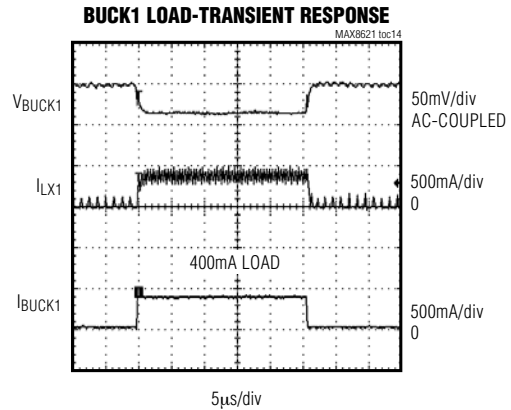 BUCK1 LOAD-TRANSIENT RESPONSE
MAX8621 toc14
VBUCK1
50mV/div
AC-COUPLED
ILX1
500mA/div
0
400mA LOAD
IBUCK1
500mA/div
0
5µs/div